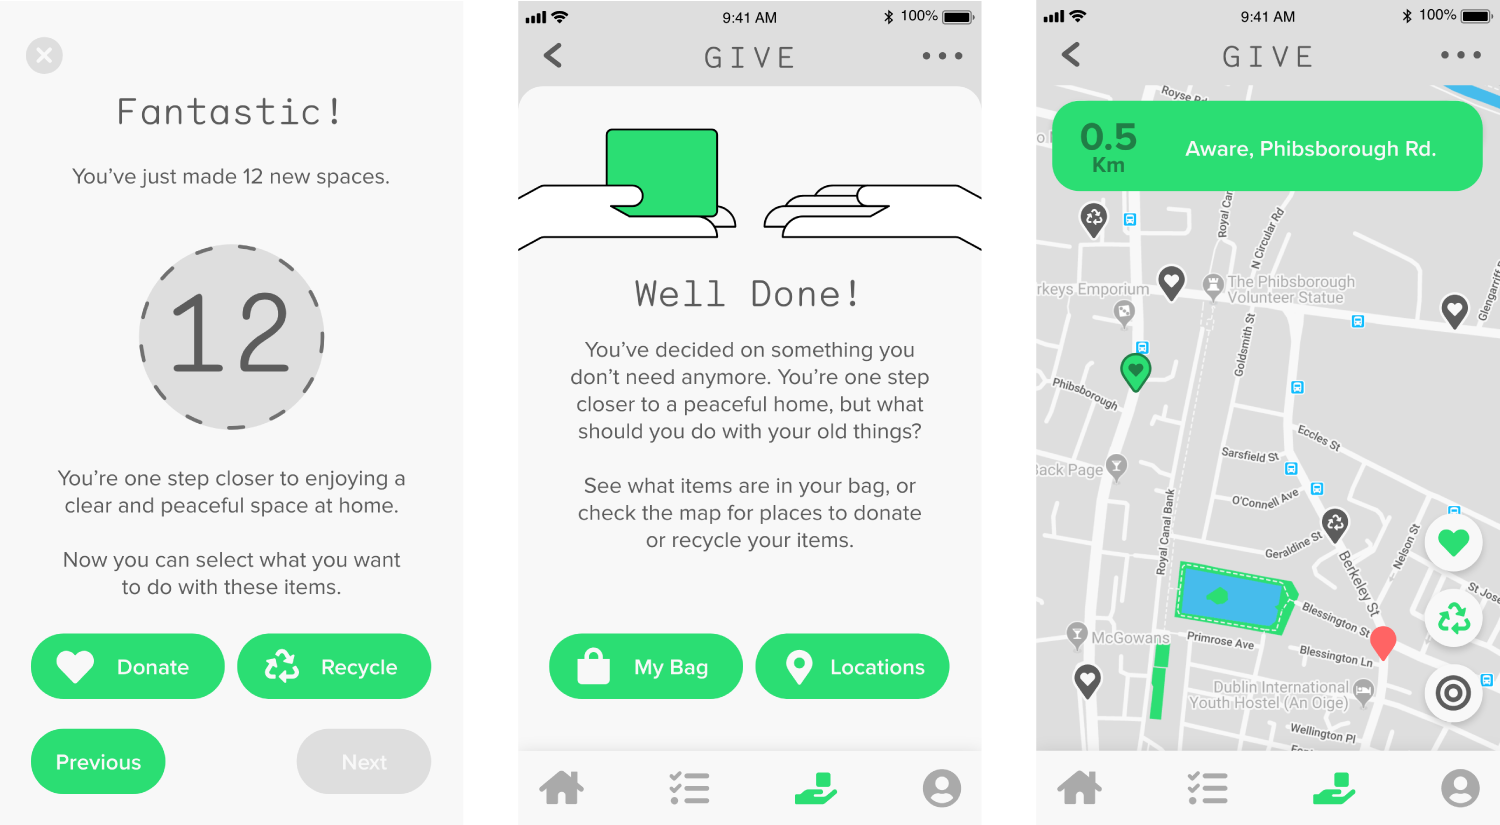 Fantastic!
You've just made 12 new spaces.
12
You're one step closer to enjoying a
clear and peaceful space at home.
Now you can select what you want
to do with these items.
Donate
Recycle
Previous
Next
9:41 AM
100%
GIVE
Well Done!
You've decided on something you
don't need anymore. You're one step
closer to a peaceful home, but what
should you do with your old things?
See what items are in your bag, or
check the map for places to donate
or recycle your items.
My Bag
Locations
9:41 AM
100%
GIVE
Royse
0.5
Km
Aware, Phibsborough Rd.
Royal Can
N Circular Rd
Glengarriff
The Phibsborough
Volunteer Statue
rkeys Emporium
Goldsmith St
Phibsborough
Eccles St
Sarsfield St
Back Page
O'Connell Ave
Royal Canal Bank
Geraldine St
Nelson St
Berkeley St
St Jose
Blessington St
McGowans
Primrose Ave
Blessington Ln
Dublin International
Youth Hostel (An Oige)
Wellington Pl